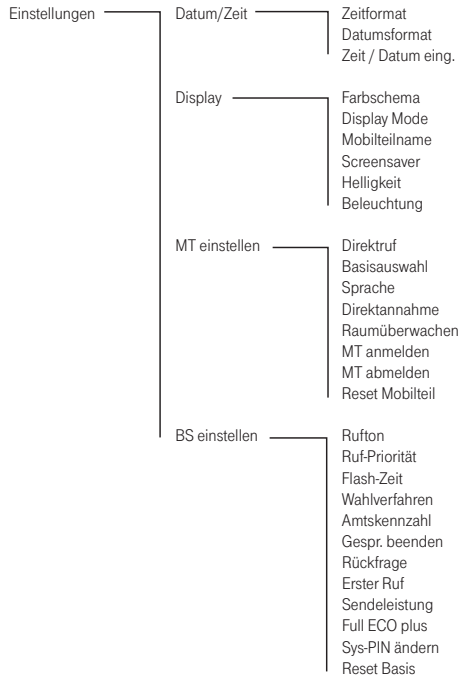 Einstellungen Datum/Zeit Zeitformat
Datumsformat
Zeit / Datum eing.
Display Farbschema
Display Mode
Mobilteilname
Screensaver
Helligkeit
Beleuchtung
MT einstellen Direktruf
Basisauswahl
Sprache
Direktannahme
Raumüberwachen
MT anmelden
MT abmelden
Reset Mobilteil
BS einstellen Rufton
Ruf-Priorität
Flash-Zeit
Wahlverfahren
Amtskennzahl
Gespr. beenden
Rückfrage
Erster Ruf
Sendeleistung
Full ECO plus
Sys-PIN ändern
Reset Basis